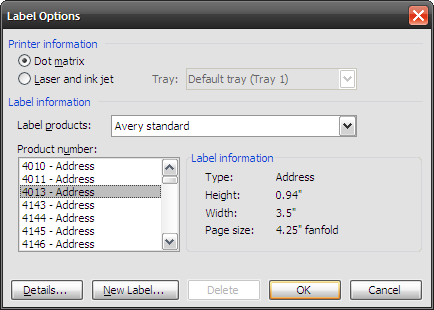 Label Options
Printer information
Dot matrix
Laser and ink jet Tray: Default tray (Tray 1)
Label information
Label products: Avery standard
Product number:
4010 - Address
4011 - Address
4013 - Address
4143 - Address
4144 - Address
4145 - Address
4146 - Address
Label information
Type: Address
Height: 0.94"
Width: 3.5"
Page size: 4.25" fanfold
Details... New Label... Delete OK Cancel